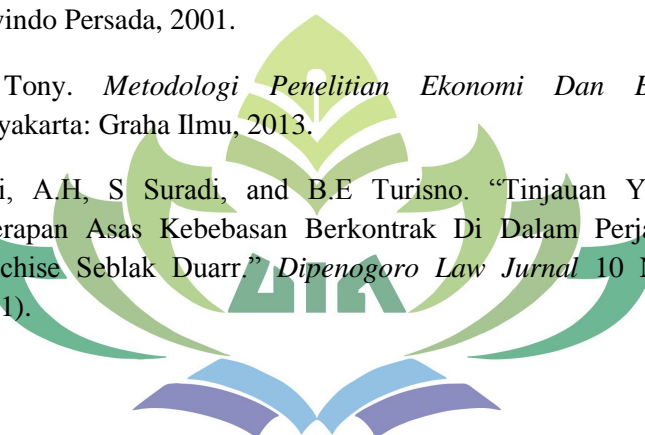 vindo Persada, 2001.
Tony. Metodologi Penelitian Ekonomi Dan B
yakarta: Graha Ilmu, 2013.
i, A.H, S Suradi, and B.E Turisno. “Tinjauan Y
erapan Asas Kebebasan Berkontrak Di Dalam Perja
chise Seblak Duarr.” Dipenogoro Law Jurnal 10 N
1).